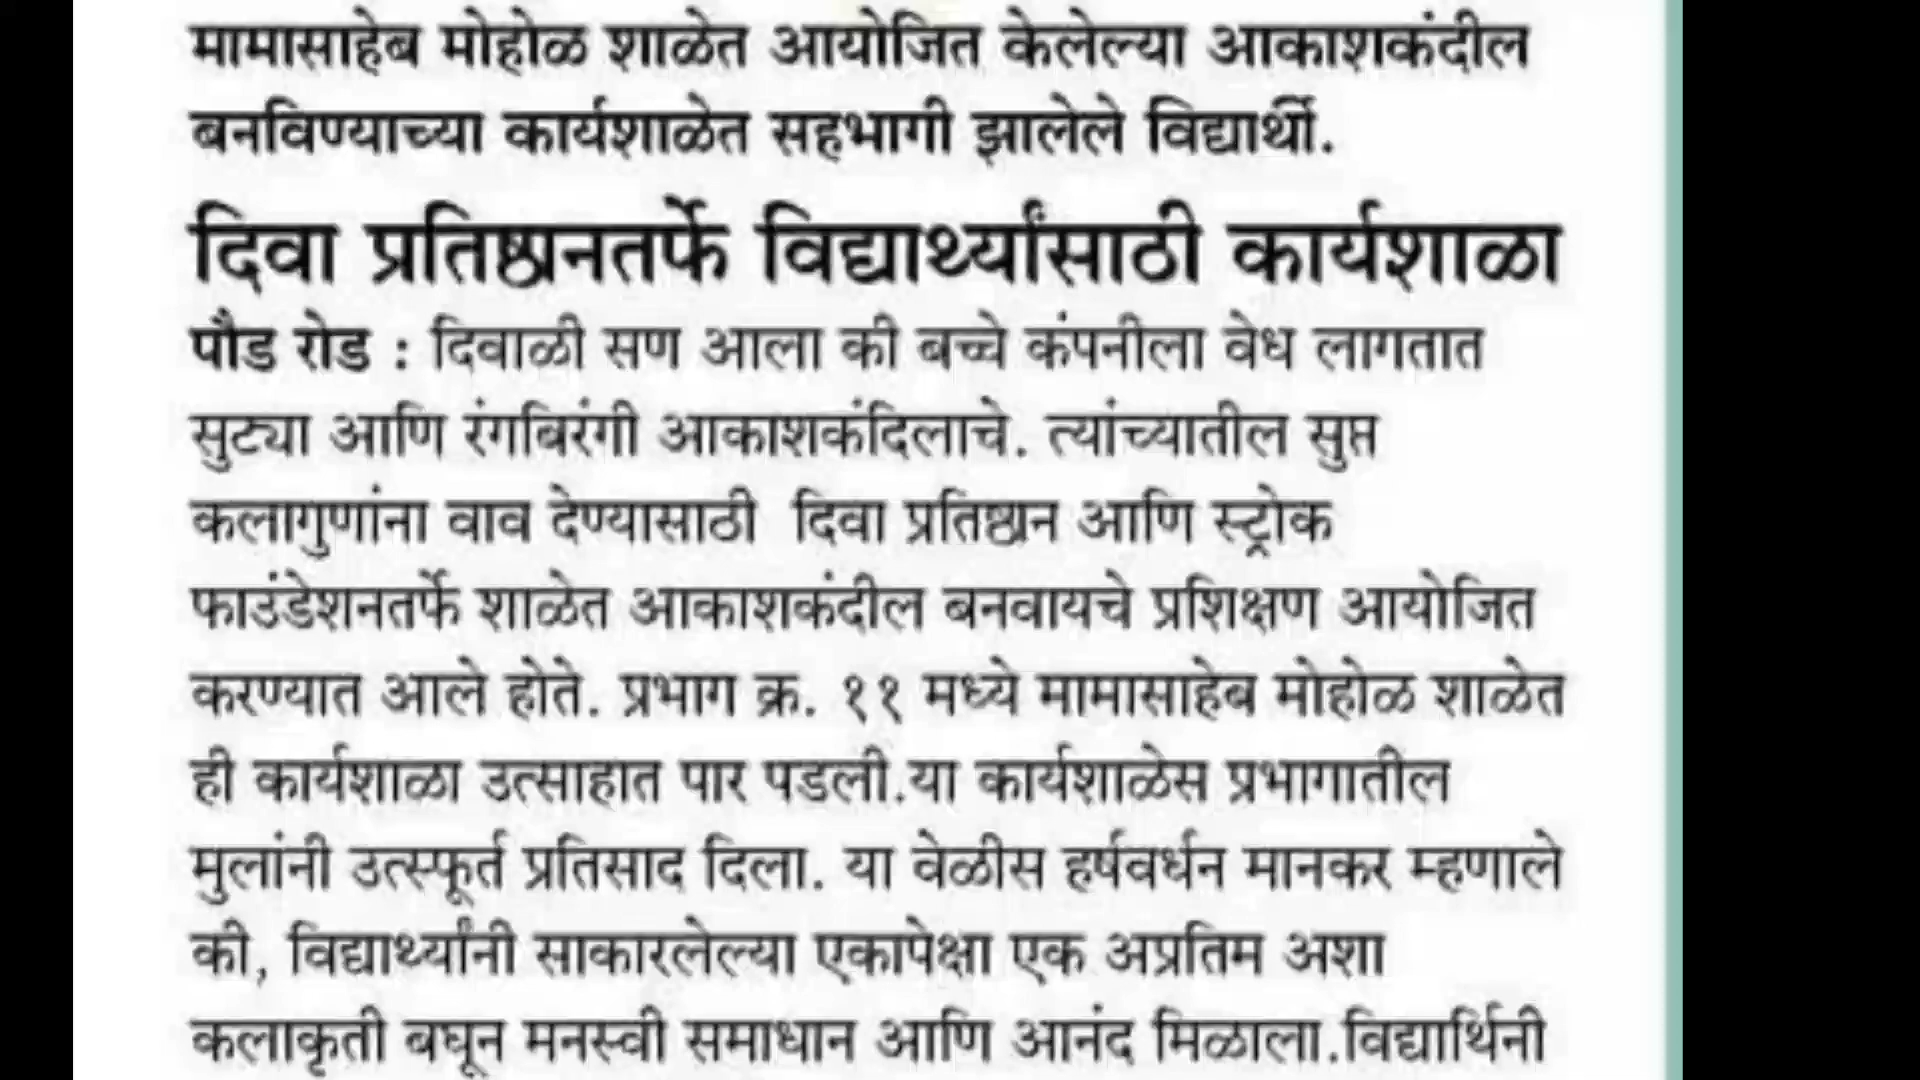 मामासाहेब मोहोळ शाळेत आयोजित केलेल्या आकाशकंदील
बनविण्याच्या कार्यशाळेत सहभागी झालेले विद्यार्थी.
दिवा प्रतिष्ठानतर्फे विद्यार्थ्यांसाठी कार्यशाळा
पौड रोड : दिवाळी सण आला की बच्चे कंपनीला वेध लागतात
सुट्या आणि रंगबिरंगी आकाशकंदिलाचे. त्यांच्यातील सुप्त
कलागुणांना वाव देण्यासाठी दिवा प्रतिष्ठान आणि स्ट्रोक
फाउंडेशनतर्फे शाळेत आकाशकंदील बनवायचे प्रशिक्षण आयोजित
करण्यात आले होते. प्रभाग क्र. ११ मध्ये मामासाहेब मोहोळ शाळेत
ही कार्यशाळा उत्साहात पार पडली.या कार्यशाळेस प्रभागातील
मुलांनी उत्स्फूर्त प्रतिसाद दिला. या वेळीस हर्षवर्धन मानकर म्हणाले
की, विद्यार्थ्यांनी साकारलेल्या एकापेक्षा एक अप्रतिम अशा
कलाकृती बघून मनस्वी समाधान आणि आनंद मिळाला.विद्यार्थिनी